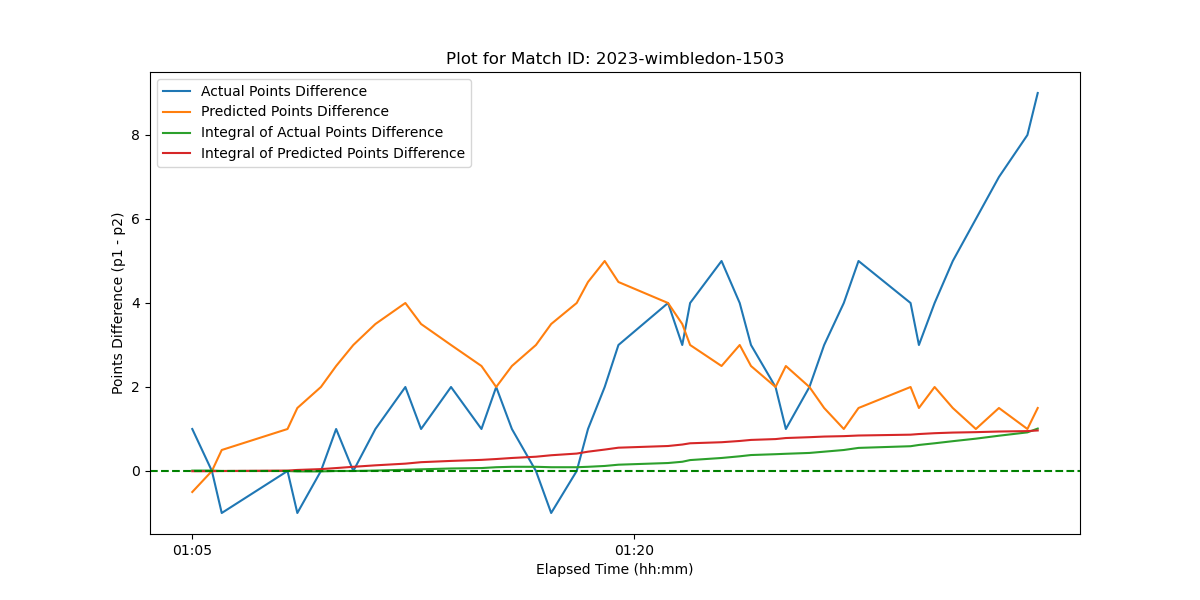 Plot for Match ID: 2023-wimbledon-1503
Actual Points Difference
Predicted Points Difference
Integral of Actual Points Difference
Integral of Predicted Points Difference
Points Difference (p1 - p2)
8
6
4
2
0
01:05
01:20
Elapsed Time (hh:mm)